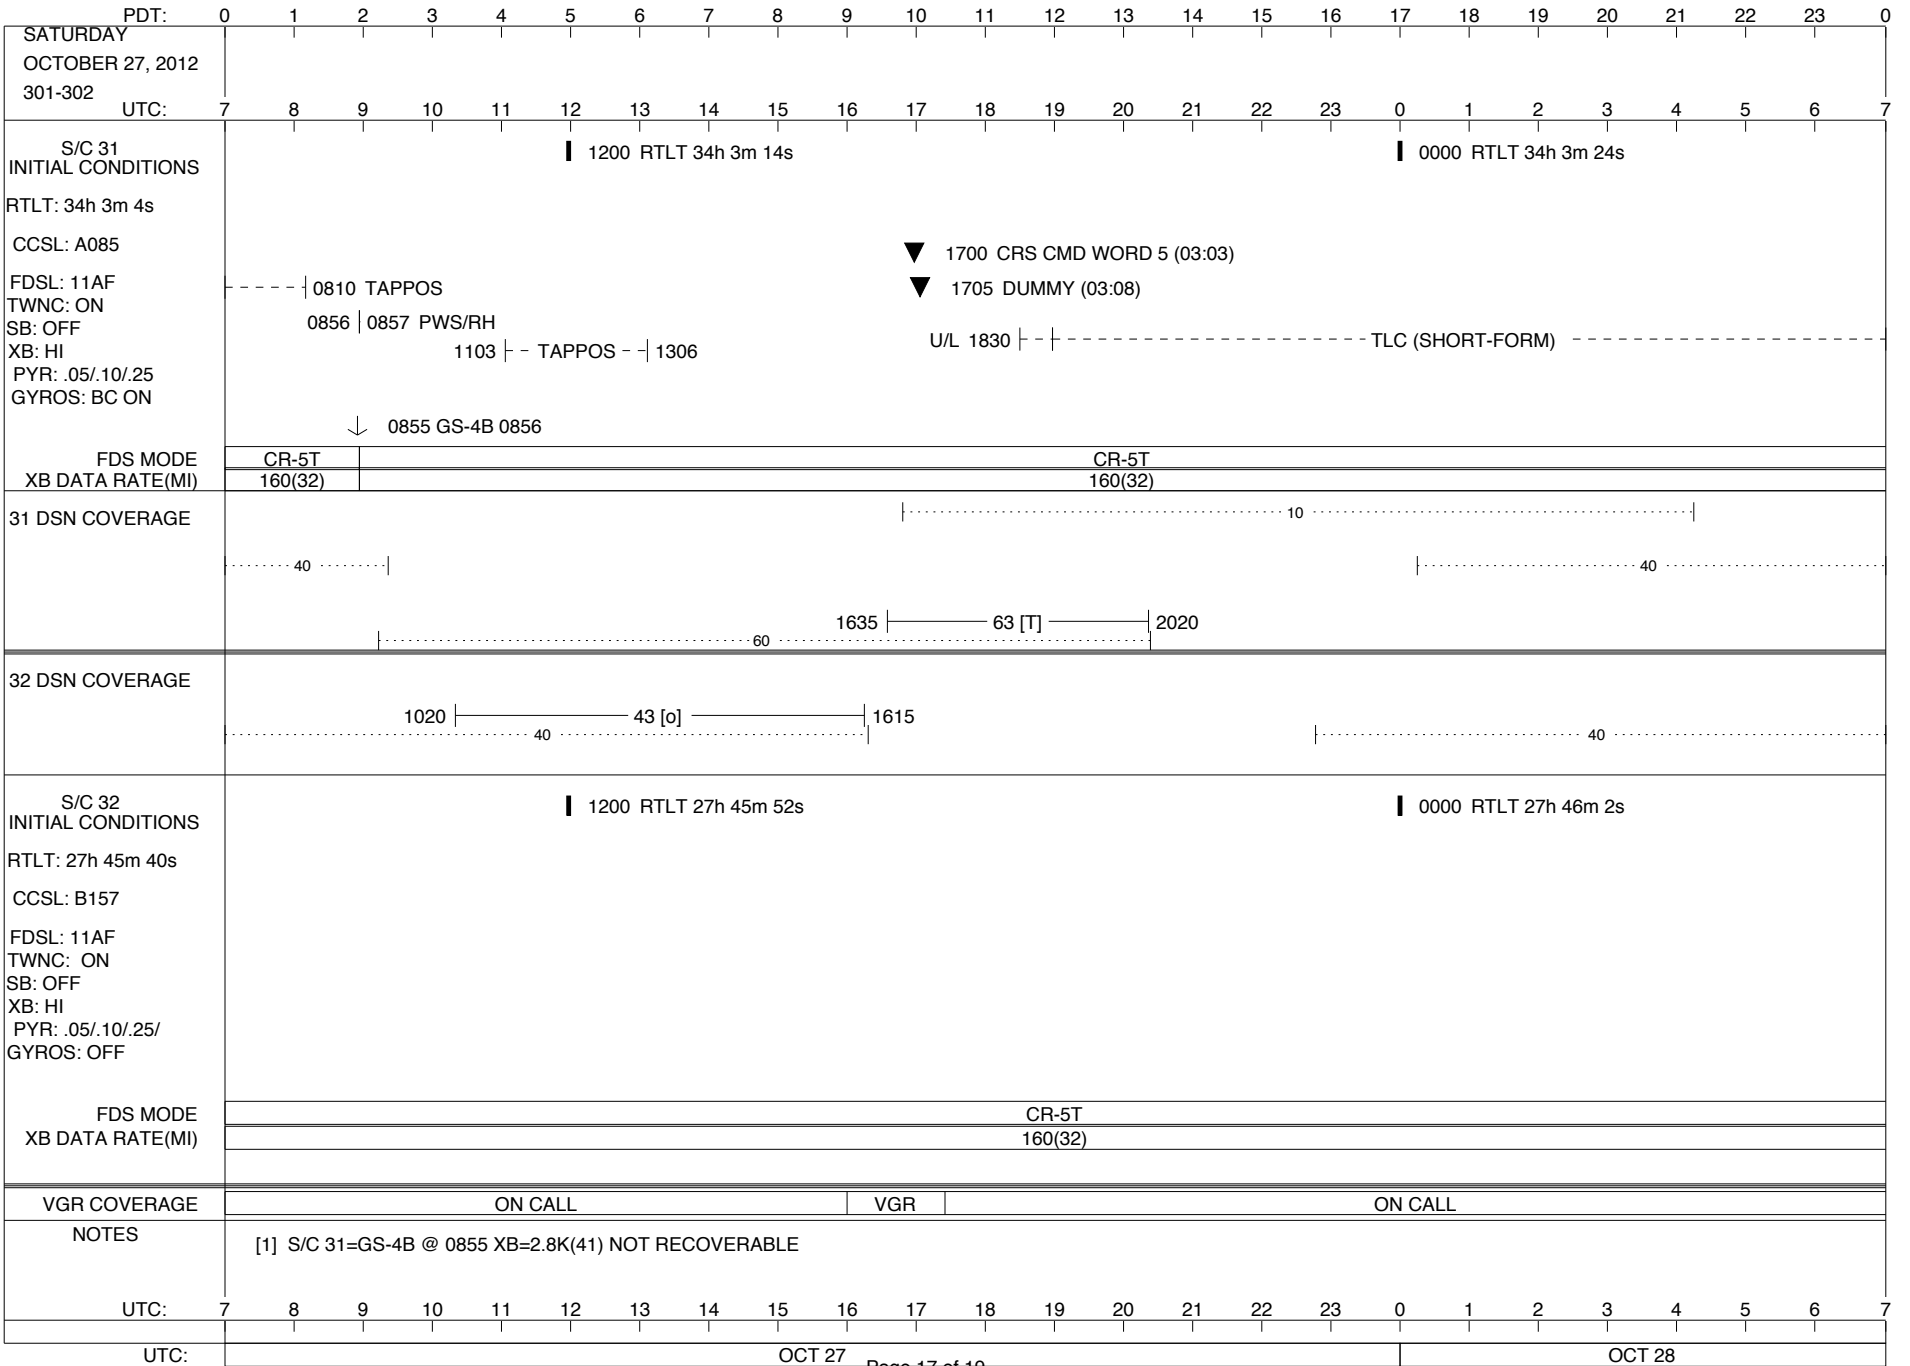 PDT: 0 1 2 3 4 5 6 7 8 9 10 11 12 13 14 15 16 17 18 19 20 21 22 23 0
SATURDAY
OCTOBER 27, 2012
301-302
UTC: 7 8 9 10 11 12 13 14 15 16 17 18 19 20 21 22 23 0 1 2 3 4 5 6 7
S/C 31
INITIAL CONDITIONS
1200 RTLT 34h 3m 14s
0000 RTLT 34h 3m 24s
RTLT: 34h 3m 4s
CCSL: A085
1700 CRS CMD WORD 5 (03:03)
FDSL: 11AF
0810 TAPPOS
1705 DUMMY (03:08)
TWNC: ON
SB: OFF
0856 0857 PWS/RH
U/L 1830 TLC (SHORT-FORM)
XB: HI
1103 TAPPOS 1306
PYR: .05/.10/.25
GYROS: BC ON
0855 GS-4B 0856
FDS MODE CR-5T CR-5T
XB DATA RATE(MI) 160(32) 160(32)
31 DSN COVERAGE
10
40 40
1635 63 [T] 2020
60
32 DSN COVERAGE
1020 43 [o] 1615
40 40
S/C 32
INITIAL CONDITIONS
1200 RTLT 27h 45m 52s
0000 RTLT 27h 46m 2s
RTLT: 27h 45m 40s
CCSL: B157
FDSL: 11AF
TWNC: ON
SB: OFF
XB: HI
PYR: .05/.10/.25/
GYROS: OFF
FDS MODE CR-5T
XB DATA RATE(MI) 160(32)
VGR COVERAGE ON CALL VGR ON CALL
NOTES
[1] S/C 31=GS-4B @ 0855 XB=2.8K(41) NOT RECOVERABLE
UTC: 7 8 9 10 11 12 13 14 15 16 17 18 19 20 21 22 23 0 1 2 3 4 5 6 7
UTC: OCT 27 OCT 28
Page 17 of 19